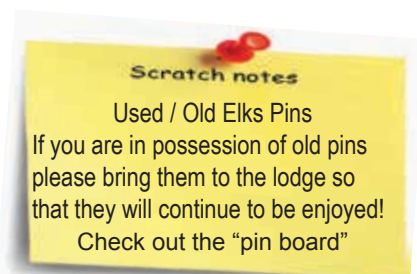 Scratch notes
Used / Old Elks Pins
If you are in possession of old pins
please bring them to the lodge so
that they will continue to be enjoyed!
Check out the “pin board”